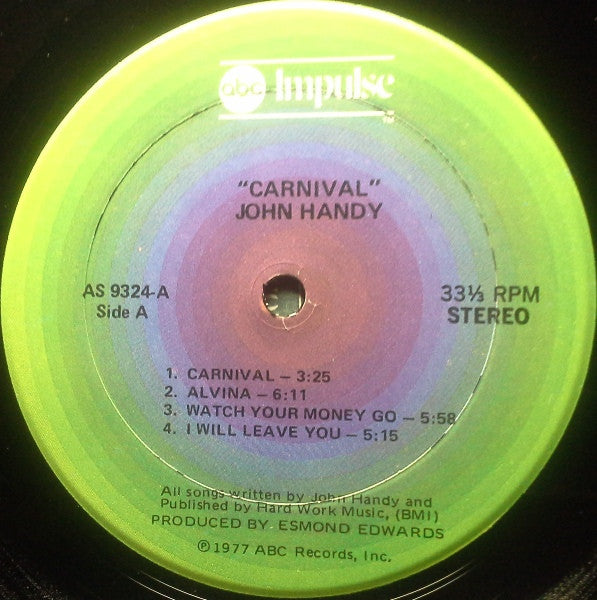 abc Impulse
TM
"CARNIVAL"
JOHN HANDY
AS 9324-A
Side A
33⅓ RPM
STEREO
1. CARNIVAL – 3:25
2. ALVINA – 6:11
3. WATCH YOUR MONEY GO – 5:58
4. I WILL LEAVE YOU – 5:15
All songs written by John Handy and
Published by Hard Work Music, (BMI)
PRODUCED BY ESMOND EDWARDS
℗1977 ABC Records, Inc.